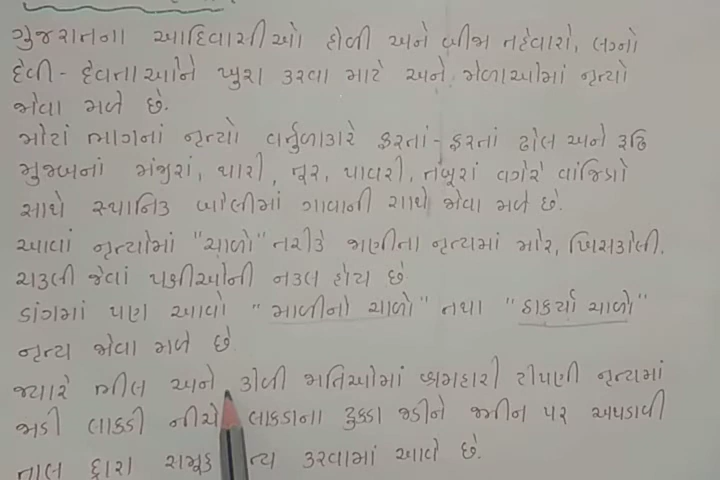 ગુજરાતના આદિવાસીઓ હોળી અને બીજા તહેવારો, લગ્નો
દેવી - દેવતાઓને ખુશ કરવા માટે અને મેળાઓમાં નૃત્યો
જોવા મળે છે.
મોટા ભાગનાં નૃત્યો વર્તુળાકારે ફરતાં - ફરતાં ઢોલ અને રૂઢિ
મુજબનાં મંજીરાં, થાળી, તૂર, પાવરી, તંબૂરાં વગેરે વાંજિત્રો
સાથે સ્થાનિક બોલીમાં ગાવાની સાથે જોવા મળે છે.
આવાં નૃત્યોમાં "ચાળો" તરીકે જાણીતા નૃત્યમાં મોર, ખિસકોલી,
ચકલી જેવાં પક્ષીઓની નકલ હોય છે
ડાંગમાં પણ આવો "માળીનો ચાળો" તથા "ઠાકર્યા ચાળો"
નૃત્ય જોવા મળે છે
જ્યારે ભીલ અને કોળી જાતિઓમાં શ્રમહારી ટીપણી નૃત્યમાં
જાડી લાકડી નીચે લાકડાના ટુકડા જડીને જમીન પર અથડાવી
તાલ દ્વારા સમૂહ કરવામાં આવે છે.